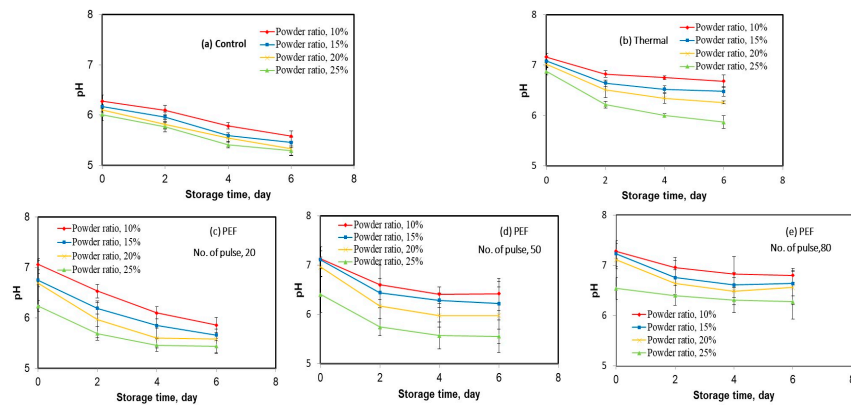 8
7
6
5
pH
(a) Control
Powder ratio, 10%
Powder ratio, 15%
Powder ratio, 20%
Powder ratio, 25%
0 2 4 6 8
Storage time, day
8
7
6
5
pH
(b) Thermal
Powder ratio, 10%
Powder ratio, 15%
Powder ratio, 20%
Powder ratio, 25%
0 2 4 6 8
Storage time, day
8
7
6
5
pH
Powder ratio, 10%
Powder ratio, 15%
Powder ratio, 20%
Powder ratio, 25%
(c) PEF
No. of pulse, 20
0 2 4 6 8
Storage time, day
8
7
6
5
pH
Powder ratio, 10%
Powder ratio, 15%
Powder ratio, 20%
Powder ratio, 25%
(d) PEF
No. of pulse, 50
0 2 4 6 8
Storage time, day
8
7
6
5
pH
(e) PEF
No. of pulse,80
Powder ratio, 10%
Powder ratio, 15%
Powder ratio, 20%
Powder ratio, 25%
0 2 4 6 8
Storage time, day